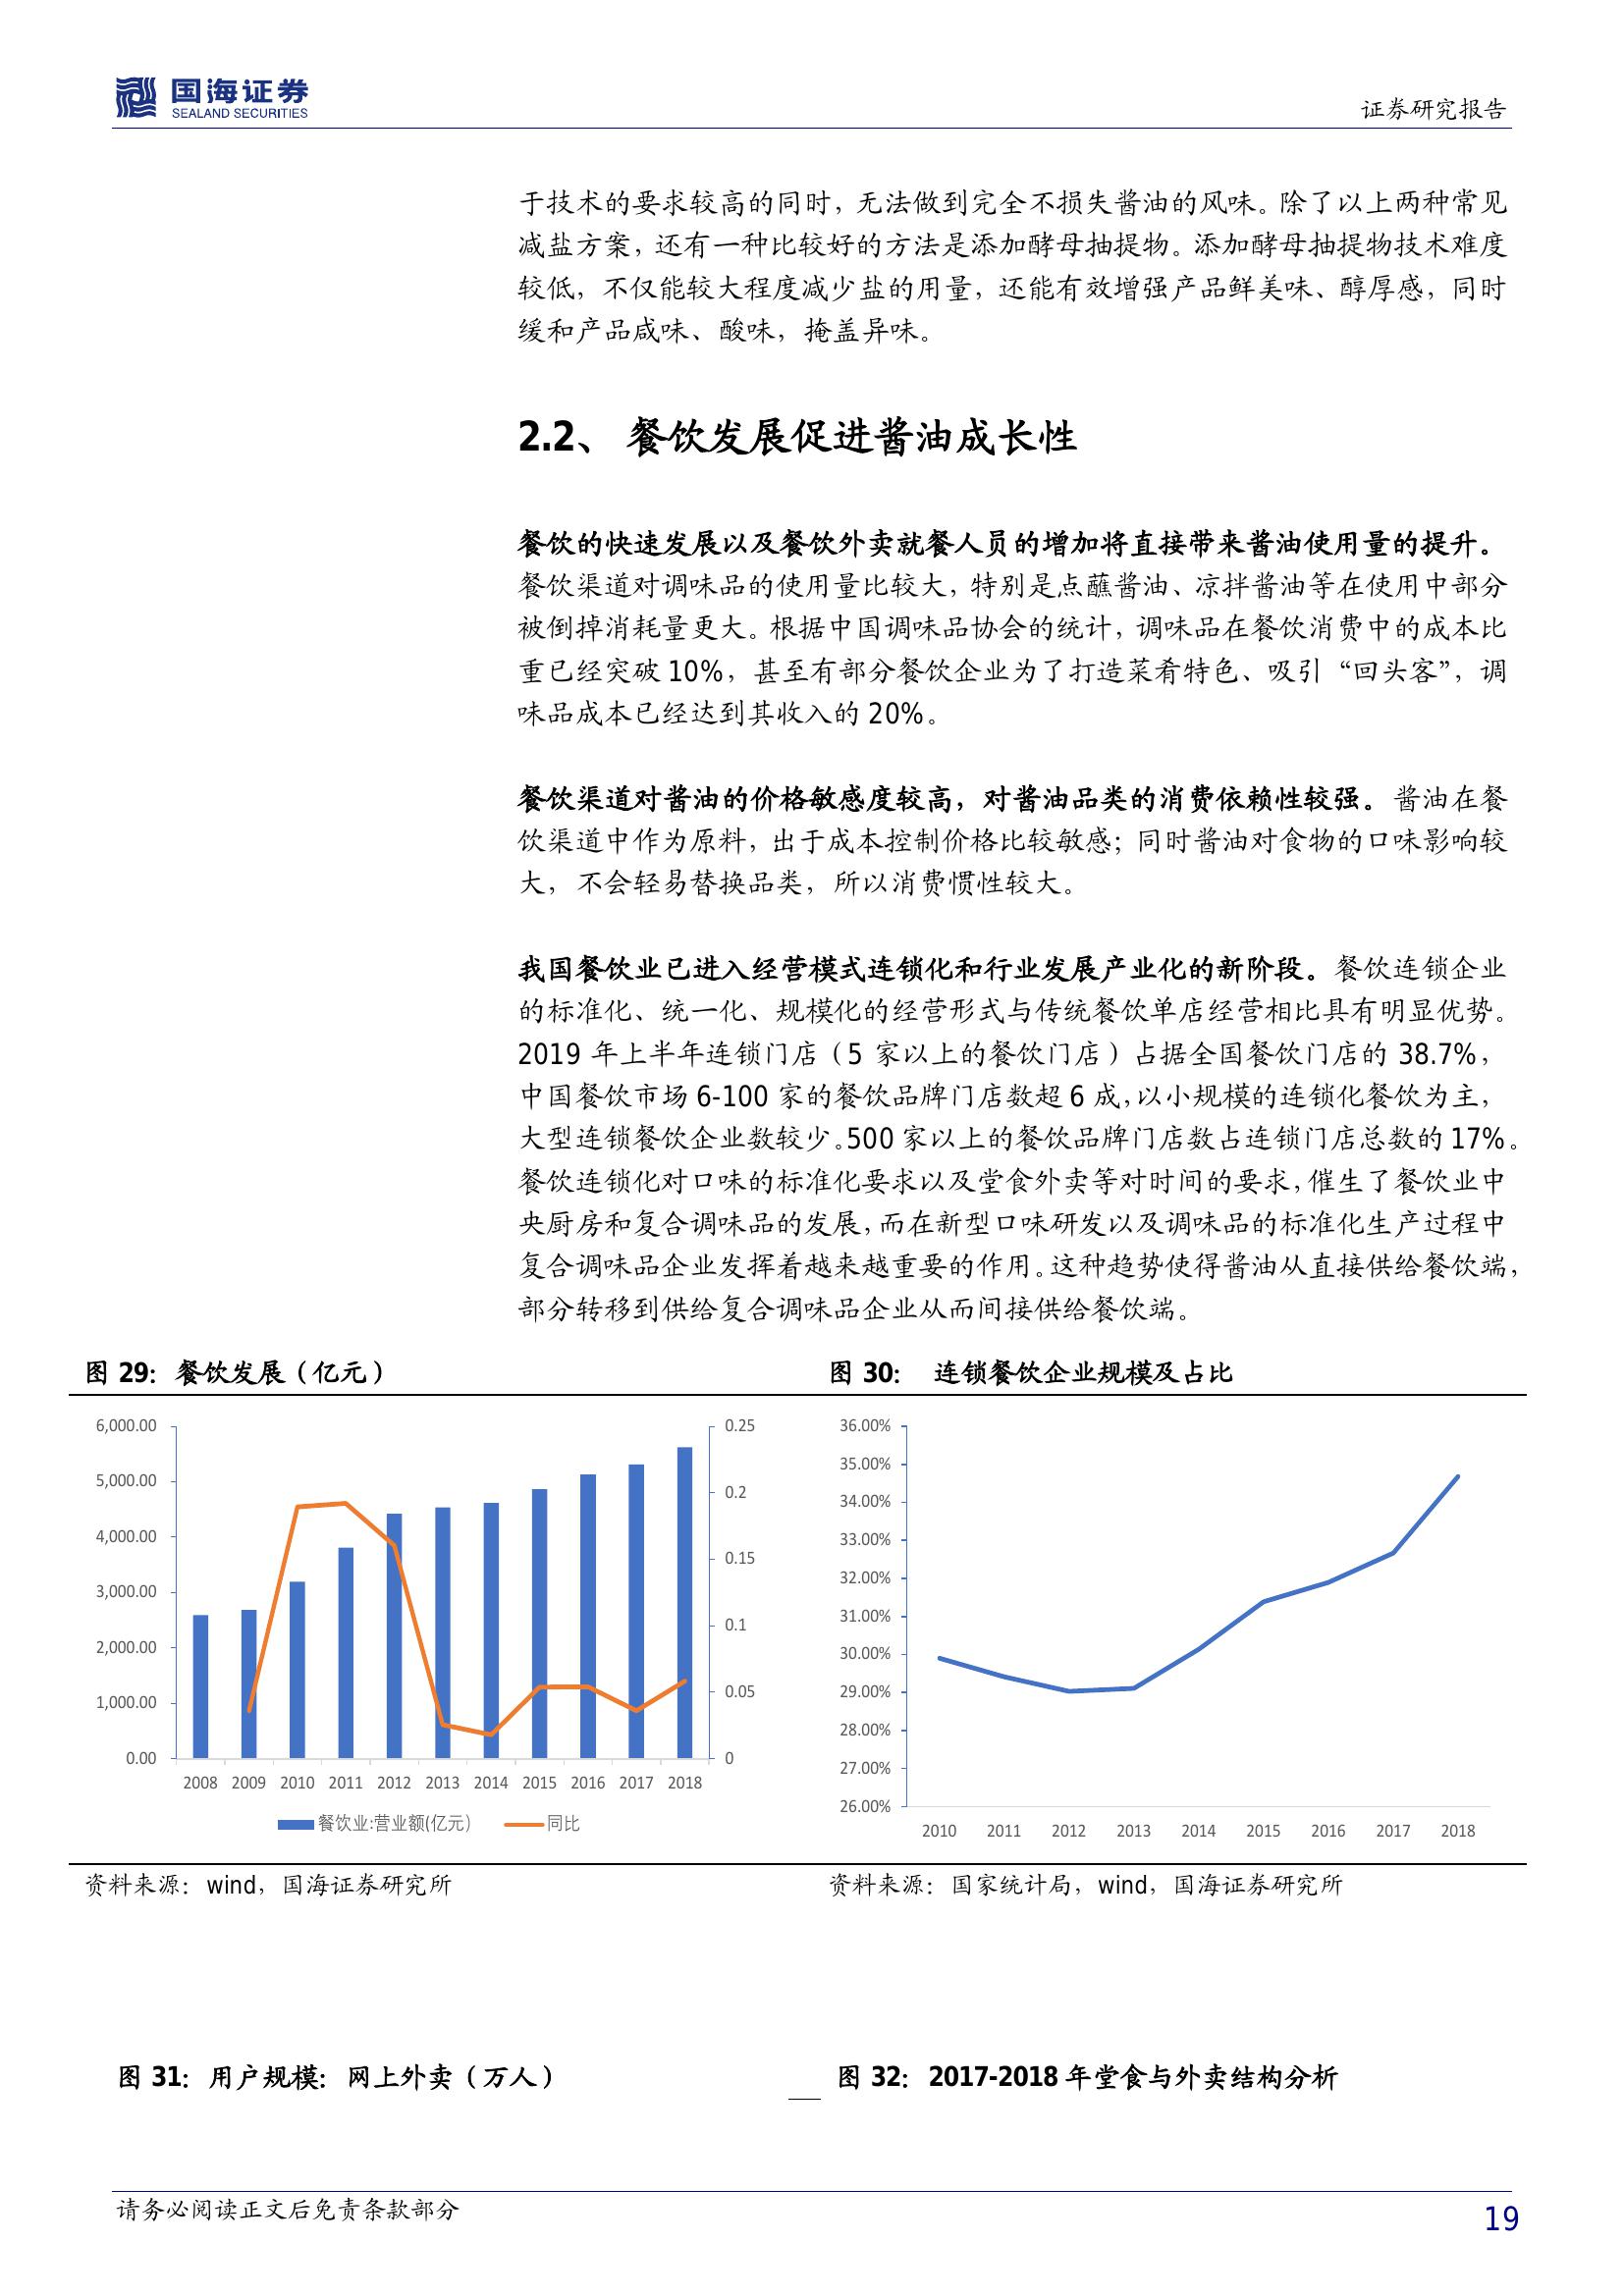 国海证券
SEALAND SECURITIES
证券研究报告
于技术的要求较高的同时，无法做到完全不损失酱油的风味。除了以上两种常见
减盐方案，还有一种比较好的方法是添加酵母抽提物。添加酵母抽提物技术难度
较低，不仅能较大程度减少盐的用量，还能有效增强产品鲜美味、醇厚感，同时
缓和产品咸味、酸味，掩盖异味。
2.2、 餐饮发展促进酱油成长性
餐饮的快速发展以及餐饮外卖就餐人员的增加将直接带来酱油使用量的提升。
餐饮渠道对调味品的使用量比较大，特别是点蘸酱油、凉拌酱油等在使用中部分
被倒掉消耗量更大。根据中国调味品协会的统计，调味品在餐饮消费中的成本比
重已经突破 10%，甚至有部分餐饮企业为了打造菜肴特色、吸引“回头客”，调
味品成本已经达到其收入的 20%。
餐饮渠道对酱油的价格敏感度较高，对酱油品类的消费依赖性较强。酱油在餐
饮渠道中作为原料，出于成本控制价格比较敏感；同时酱油对食物的口味影响较
大，不会轻易替换品类，所以消费惯性较大。
我国餐饮业已进入经营模式连锁化和行业发展产业化的新阶段。餐饮连锁企业
的标准化、统一化、规模化的经营形式与传统餐饮单店经营相比具有明显优势。
2019 年上半年连锁门店（5 家以上的餐饮门店）占据全国餐饮门店的 38.7%，
中国餐饮市场 6-100 家的餐饮品牌门店数超 6 成，以小规模的连锁化餐饮为主，
大型连锁餐饮企业数较少。500 家以上的餐饮品牌门店数占连锁门店总数的 17%。
餐饮连锁化对口味的标准化要求以及堂食外卖等对时间的要求，催生了餐饮业中
央厨房和复合调味品的发展，而在新型口味研发以及调味品的标准化生产过程中
复合调味品企业发挥着越来越重要的作用。这种趋势使得酱油从直接供给餐饮端，
部分转移到供给复合调味品企业从而间接供给餐饮端。
图 29：餐饮发展（亿元）
6,000.00
5,000.00
4,000.00
3,000.00
2,000.00
1,000.00
0.00
0.25
0.2
0.15
0.1
0.05
0
2008 2009 2010 2011 2012 2013 2014 2015 2016 2017 2018
餐饮业:营业额(亿元） 同比
资料来源：wind，国海证券研究所
图 30： 连锁餐饮企业规模及占比
36.00%
35.00%
34.00%
33.00%
32.00%
31.00%
30.00%
29.00%
28.00%
27.00%
26.00%
2010 2011 2012 2013 2014 2015 2016 2017 2018
资料来源：国家统计局，wind，国海证券研究所
图 31：用户规模：网上外卖（万人）
图 32：2017-2018 年堂食与外卖结构分析
请务必阅读正文后免责条款部分
19